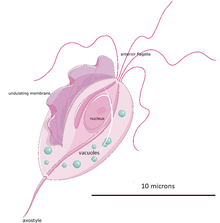 anterior flagella
undulating membrane
nucleus
vacuoles
10 microns
axostyle